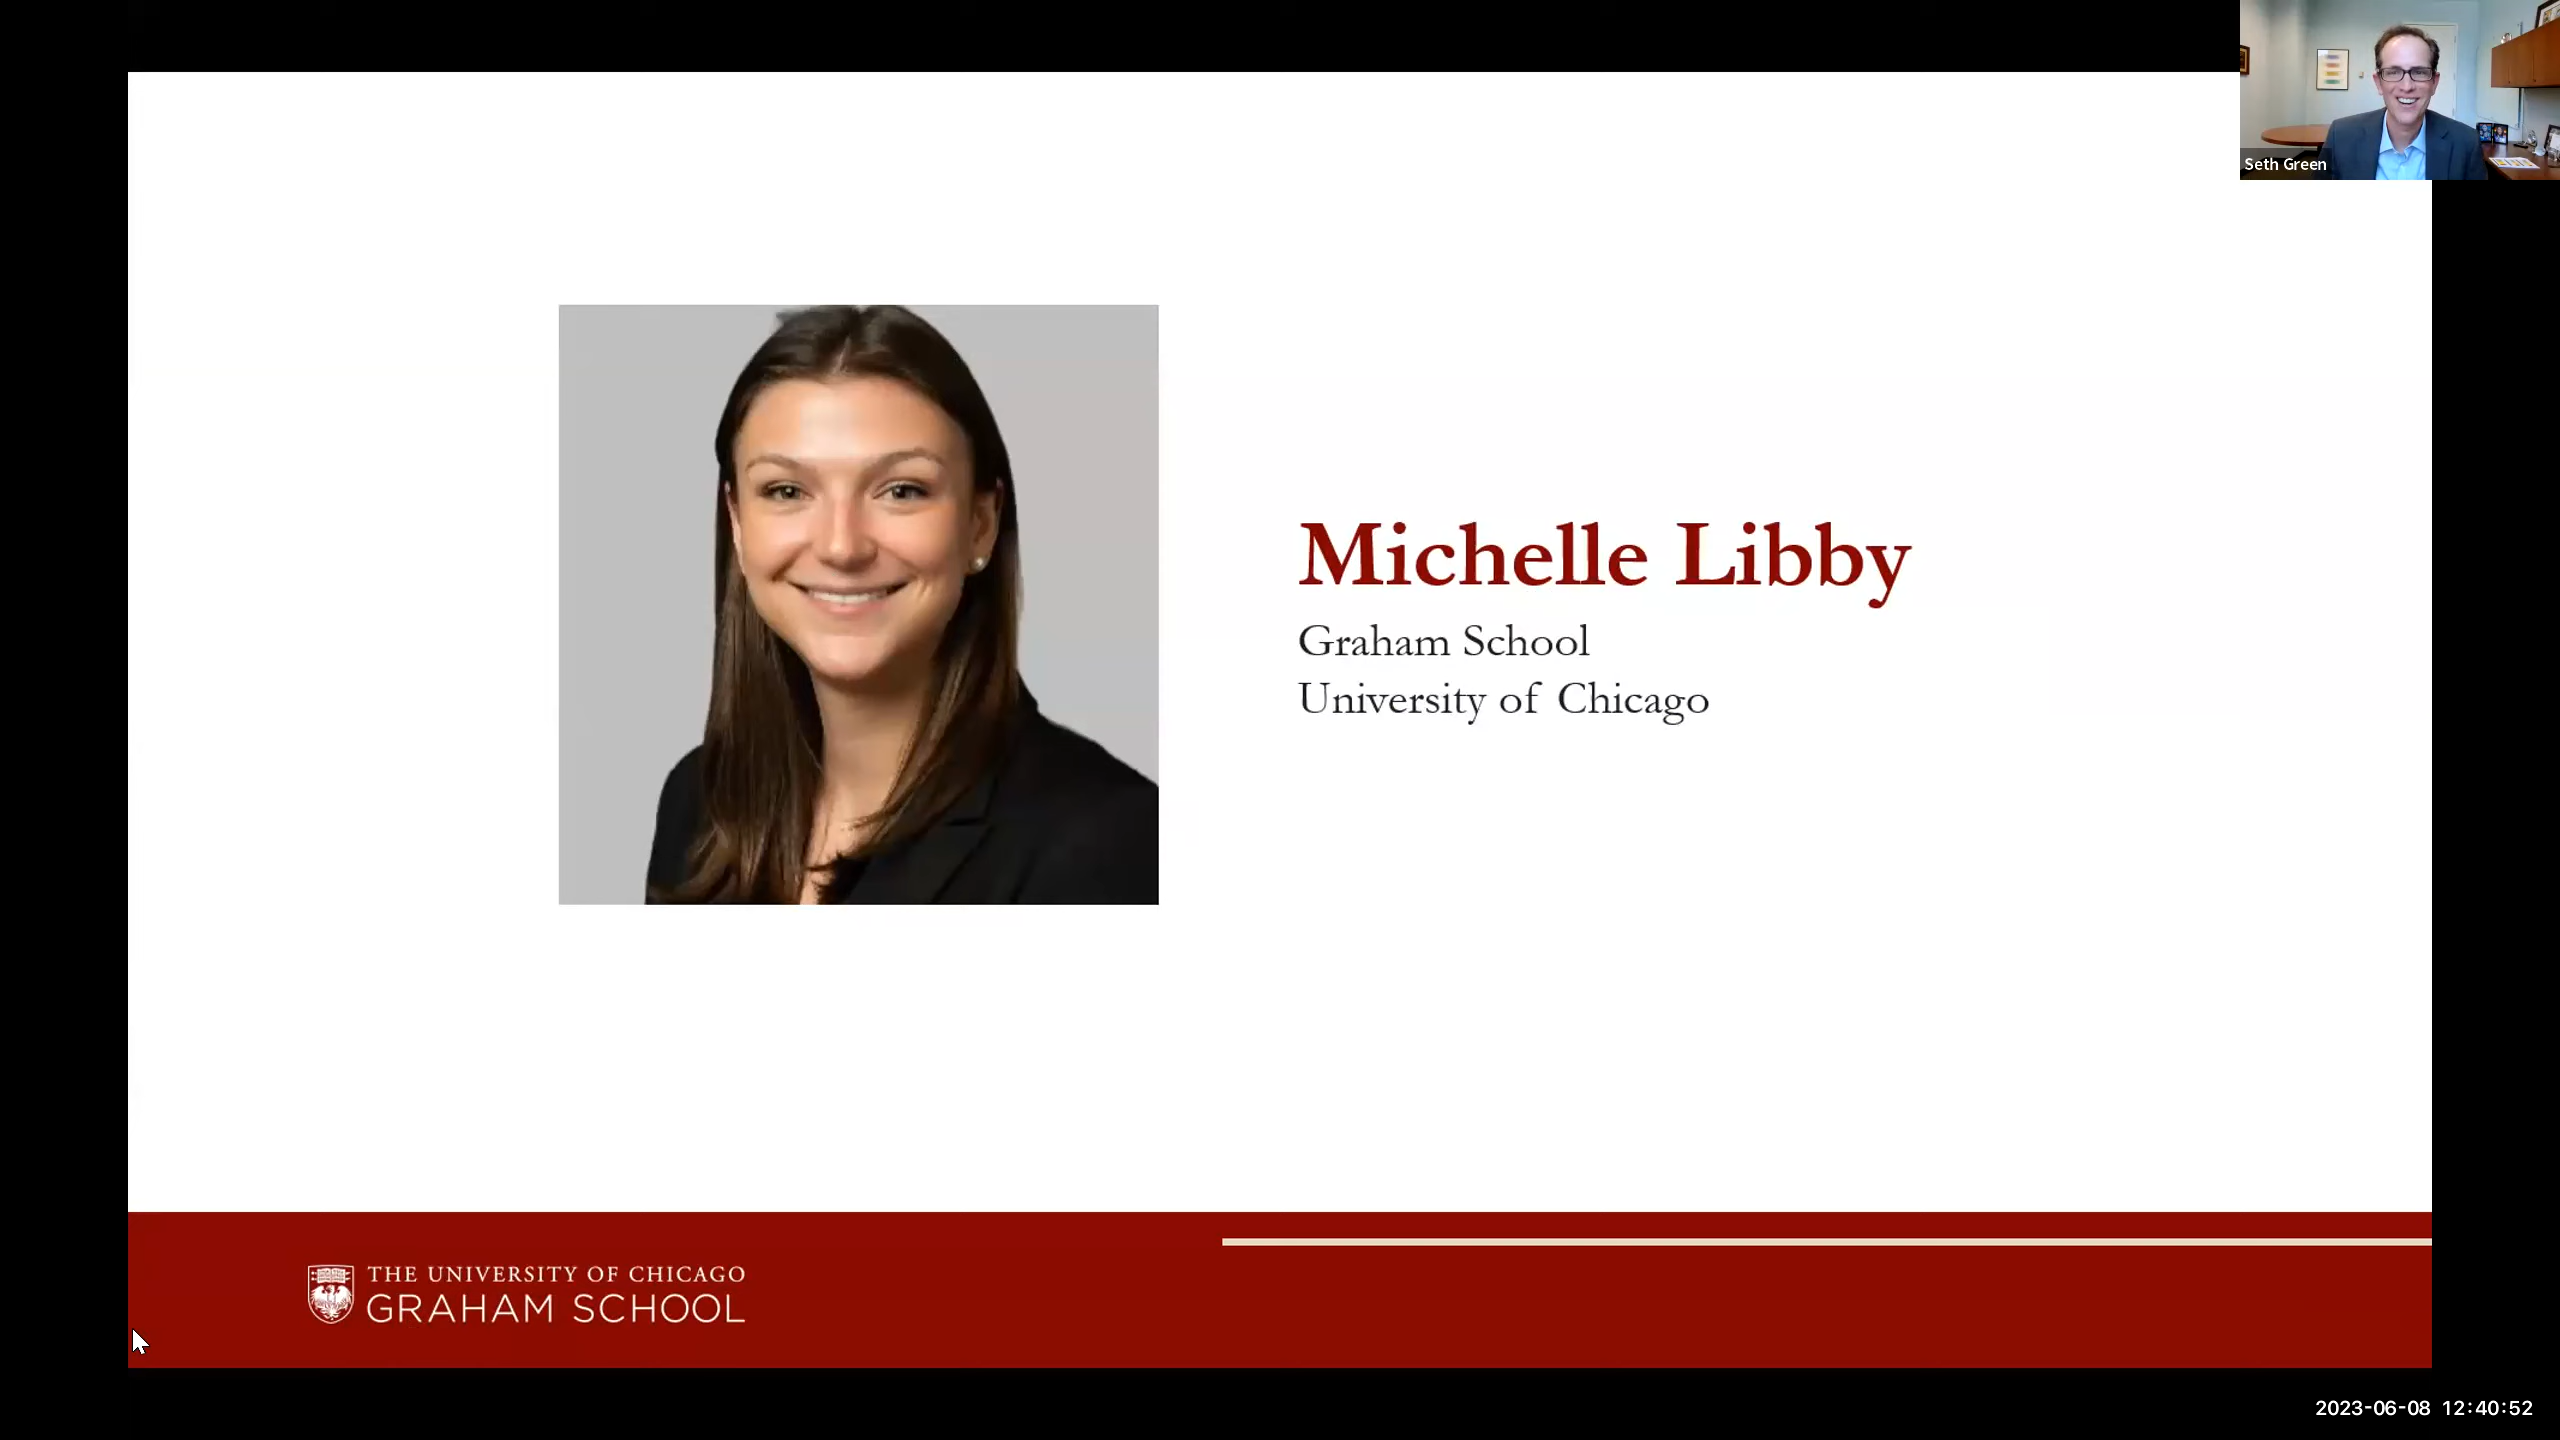 Seth Green
Michelle Libby
Graham School
University of Chicago
THE UNIVERSITY OF CHICAGO
GRAHAM SCHOOL
2023-06-08 12:40:52